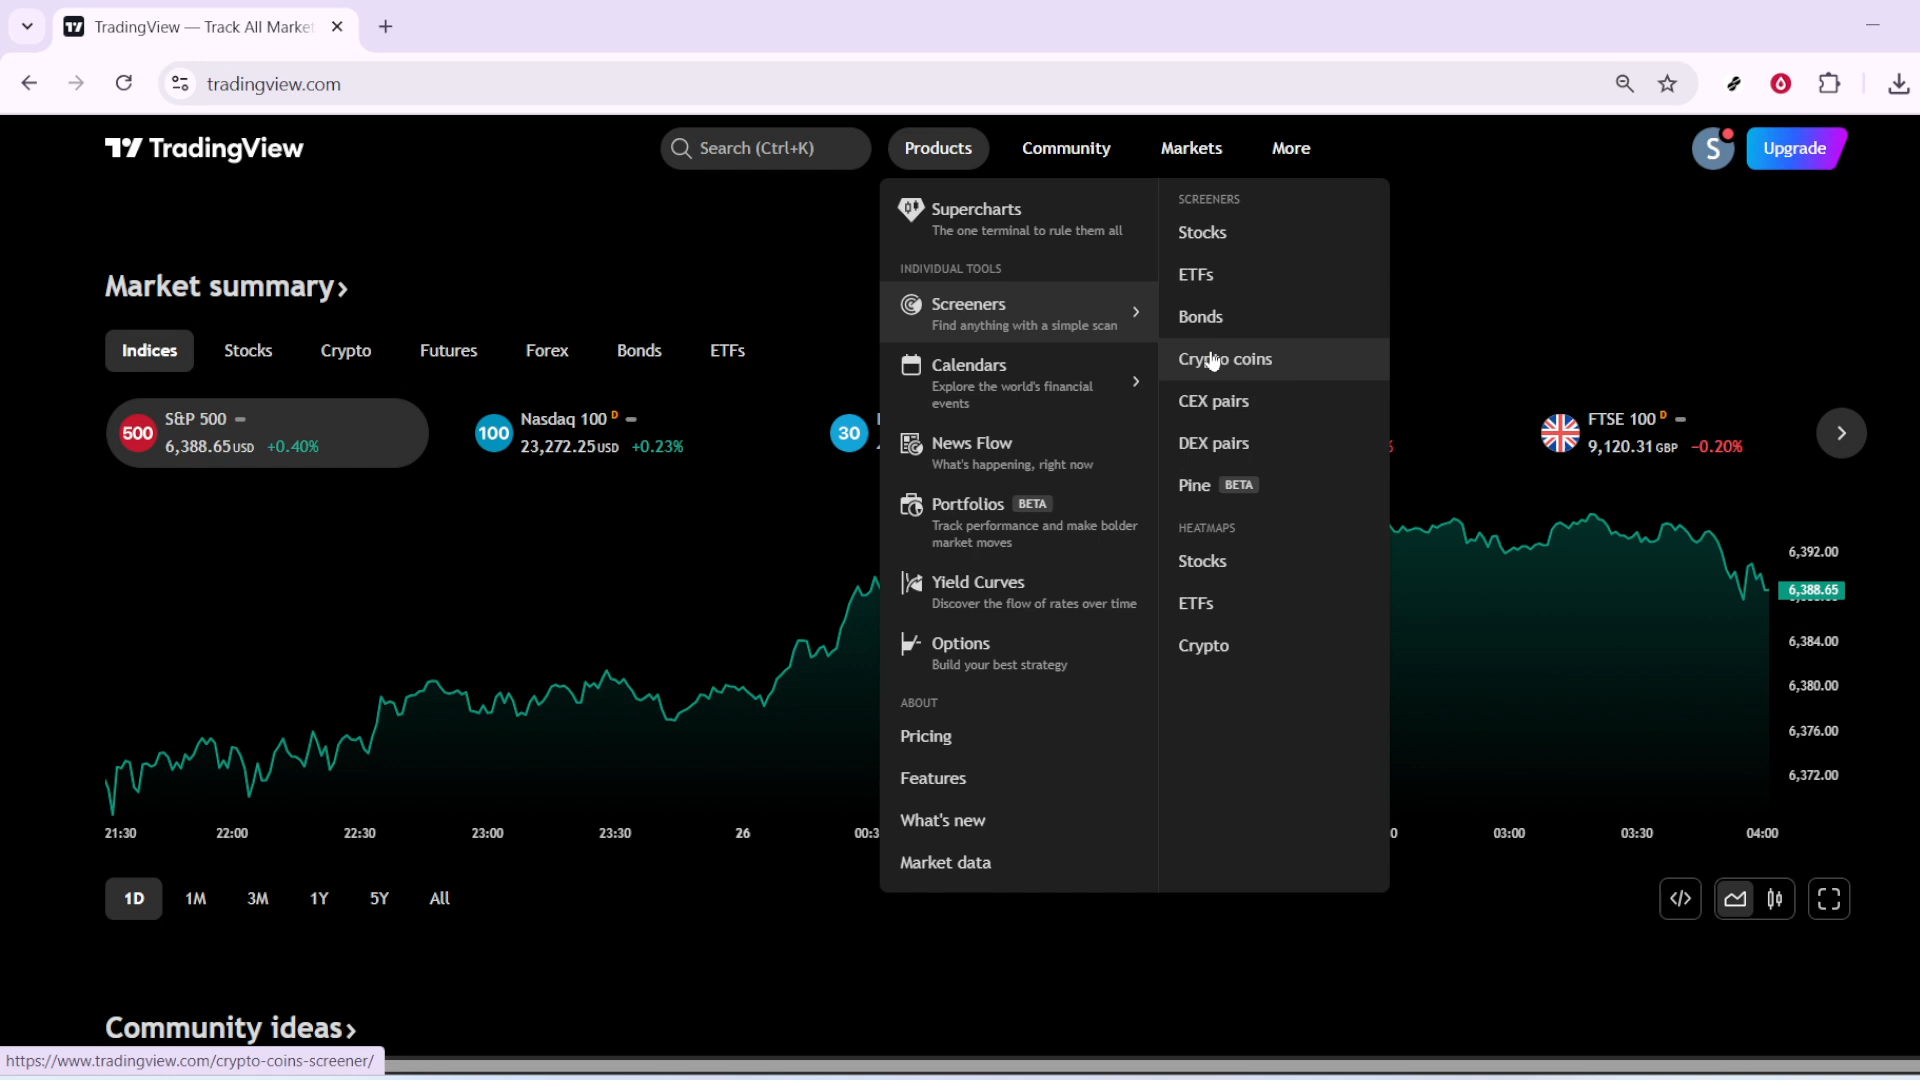 TradingView — Track All Market
tradingview.com
TradingView
Search (Ctrl+K)
Products
Community
Markets
More
S
Upgrade
Supercharts
The one terminal to rule them all
INDIVIDUAL TOOLS
Screeners
Find anything with a simple scan
Calendars
Explore the world's financial
events
News Flow
What's happening, right now
Portfolios BETA
Track performance and make bolder
market moves
Yield Curves
Discover the flow of rates over time
Options
Build your best strategy
ABOUT
Pricing
Features
What's new
Market data
SCREENERS
Stocks
ETFs
Bonds
Crypto coins
CEX pairs
DEX pairs
Pine BETA
HEATMAPS
Stocks
ETFs
Crypto
Market summary ›
Indices Stocks Crypto Futures Forex Bonds ETFs
500 S&P 500
6,388.65 USD +0.40%
100 Nasdaq 100 D
23,272.25 USD +0.23%
30
FTSE 100 D
9,120.31 GBP −0.20%
6,392.00
6,388.65
6,384.00
6,380.00
6,376.00
6,372.00
21:30 22:00 22:30 23:00 23:30 26 00:3 0 03:00 03:30 04:00
1D 1M 3M 1Y 5Y All
Community ideas ›
https://www.tradingview.com/crypto-coins-screener/